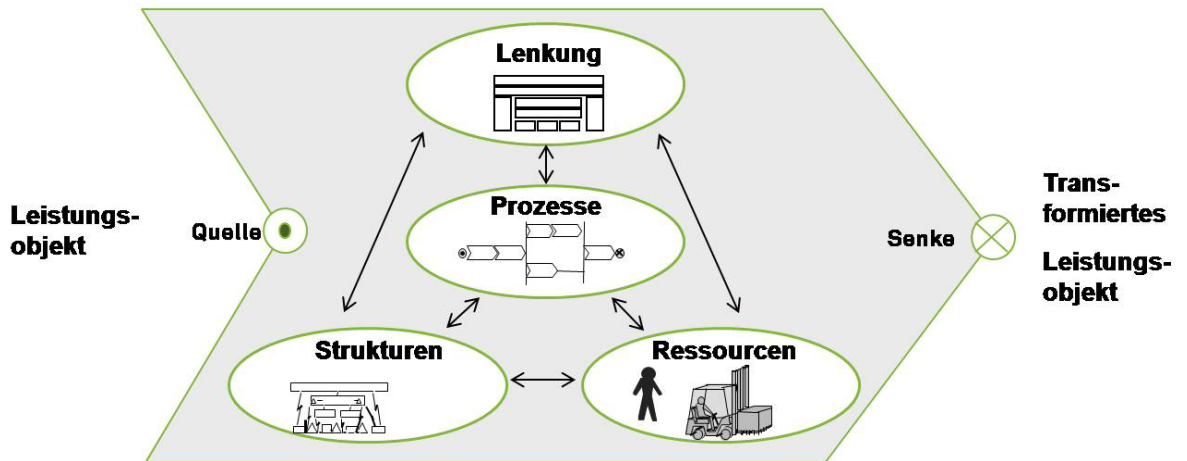 Lenkung
Leistungs-
objekt
Quelle
Prozesse
Senke
Trans-
formiertes
Leistungs-
objekt
Strukturen
Ressourcen